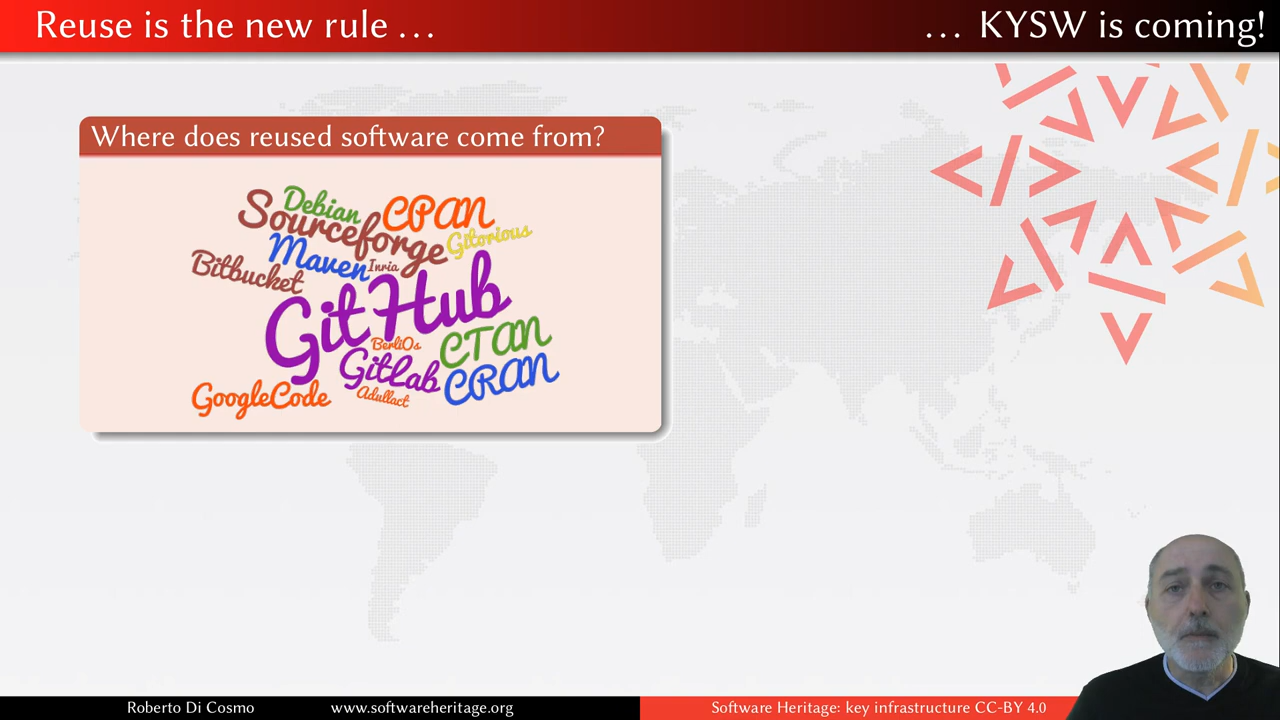 Reuse is the new rule … … KYSW is coming!
Where does reused software come from?
Debian
CPAN
Sourceforge
Gitorious
Maven
Inria
Bitbucket
GitHub
BerliOs
CTAN
GitLab
CRAN
GoogleCode
Adullact
Roberto Di Cosmo www.softwareheritage.org Software Heritage: key infrastructure CC-BY 4.0